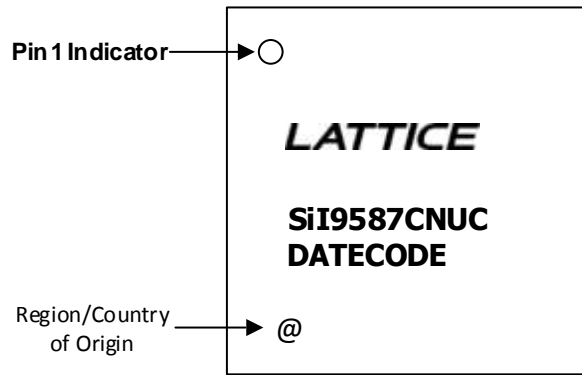 Pin 1 Indicator
LATTICE
SiI9587CNUC
DATECODE
Region/Country
of Origin
@